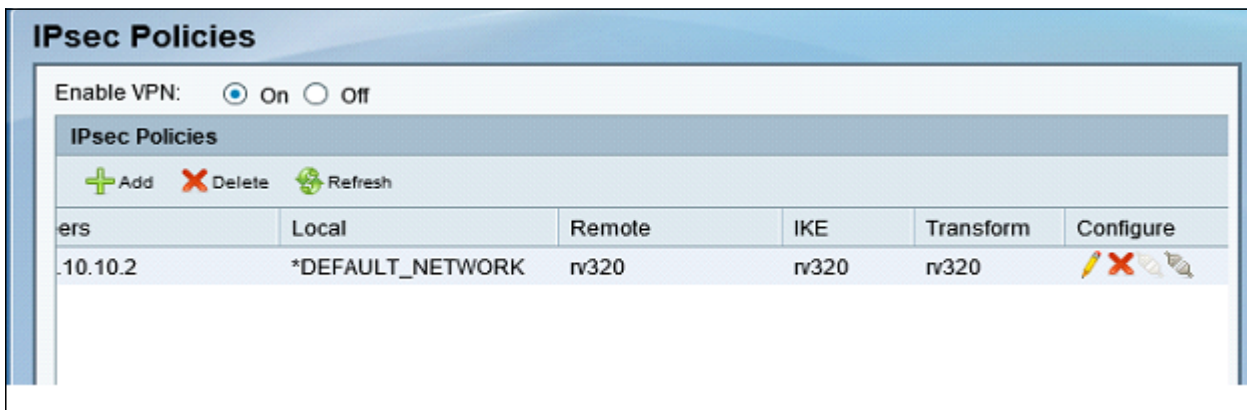 IPsec Policies
Enable VPN: On Off
IPsec Policies
Add Delete Refresh
ers Local Remote IKE Transform Configure
.10.10.2 *DEFAULT_NETWORK rv320 rv320 rv320